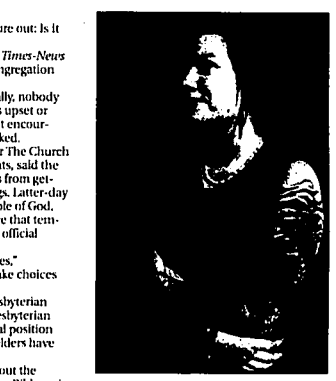 ure out: Is it
Times-News
ngregation
lly, nobody
s upset or
t encour-
ked.
r The Church
nts, said the
s from get-
gs. Latter-day
ple of God,
e that tem-
official
es,"
ake choices
sbyterian
esbyterian
al position
lders have
out the